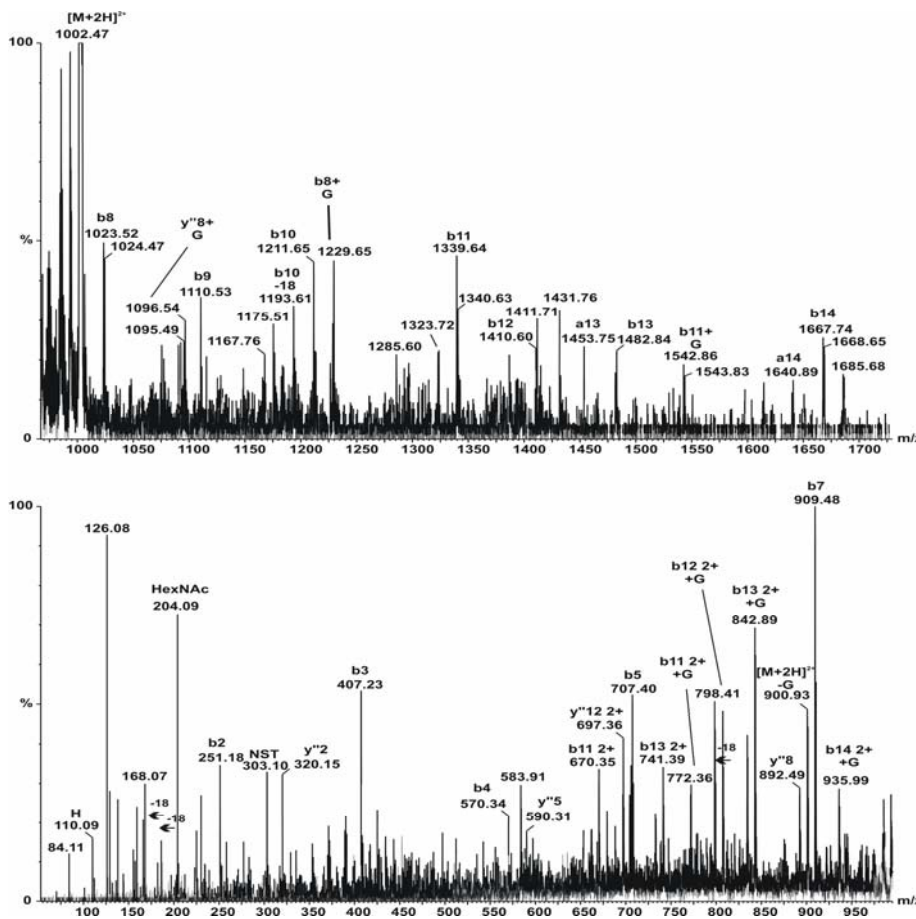 [M+2H]²⁺
1002.47
100
b8+
G
b8
1023.52
1024.47
y"8+
G
b10
1211.65
1229.65
b11
1339.64
%
b9
1110.53
b10
-18
1193.61
1340.63
1096.54
1095.49
1175.51
1167.76
1323.72
1285.60
b12
1410.60
1411.71
1431.76
a13
1453.75
b13
1482.84
b11+
G
1542.86
1543.83
a14
1640.89
b14
1667.74
1668.65
1685.68
0
m/z
1000 1050 1100 1150 1200 1250 1300 1350 1400 1450 1500 1550 1600 1650 1700
b7
909.48
100
126.08
HexNAc
204.09
b12 2+
+G
b13 2+
+G
842.89
b3
407.23
b5
707.40
b11 2+
+G
798.41
[M+2H]²⁺
-G
900.93
%
y"12 2+
697.36
b2
251.18
NST
303.10
y"2
320.15
b11 2+
670.35
b13 2+
741.39
772.36
-18
y"8
892.49
b14 2+
+G
935.99
168.07
-18
-18
H
110.09
84.11
b4
570.34
583.91
y"5
590.31
0
m/z
100 150 200 250 300 350 400 450 500 550 600 650 700 750 800 850 900 950